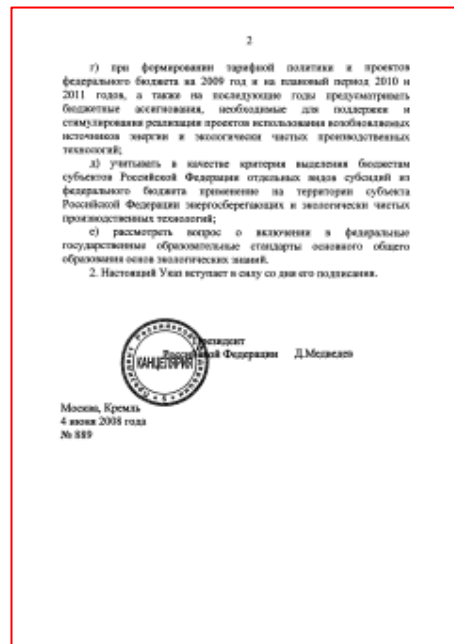 2
г) при формировании тарифной политики и проектов
федерального бюджета на 2009 год и на плановый период 2010 и
2011 годов, а также на последующие годы предусматривать
бюджетные ассигнования, необходимые для поддержки и
стимулирования реализации проектов использования возобновляемых
источников энергии и экологически чистых производственных
технологий;
д) учитывать в качестве критерия выделения бюджетам
субъектов Российской Федерации отдельных видов субсидий из
федерального бюджета применение на территории субъекта
Российской Федерации энергосберегающих и экологически чистых
производственных технологий;
е) рассмотреть вопрос о включении в федеральные
государственные образовательные стандарты основного общего
образования основ экологических знаний.
2. Настоящий Указ вступает в силу со дня его подписания.
Президент
Российской Федерации Д.Медведев
КАНЦЕЛЯРИЯ
Москва, Кремль
4 июня 2008 года
№ 889